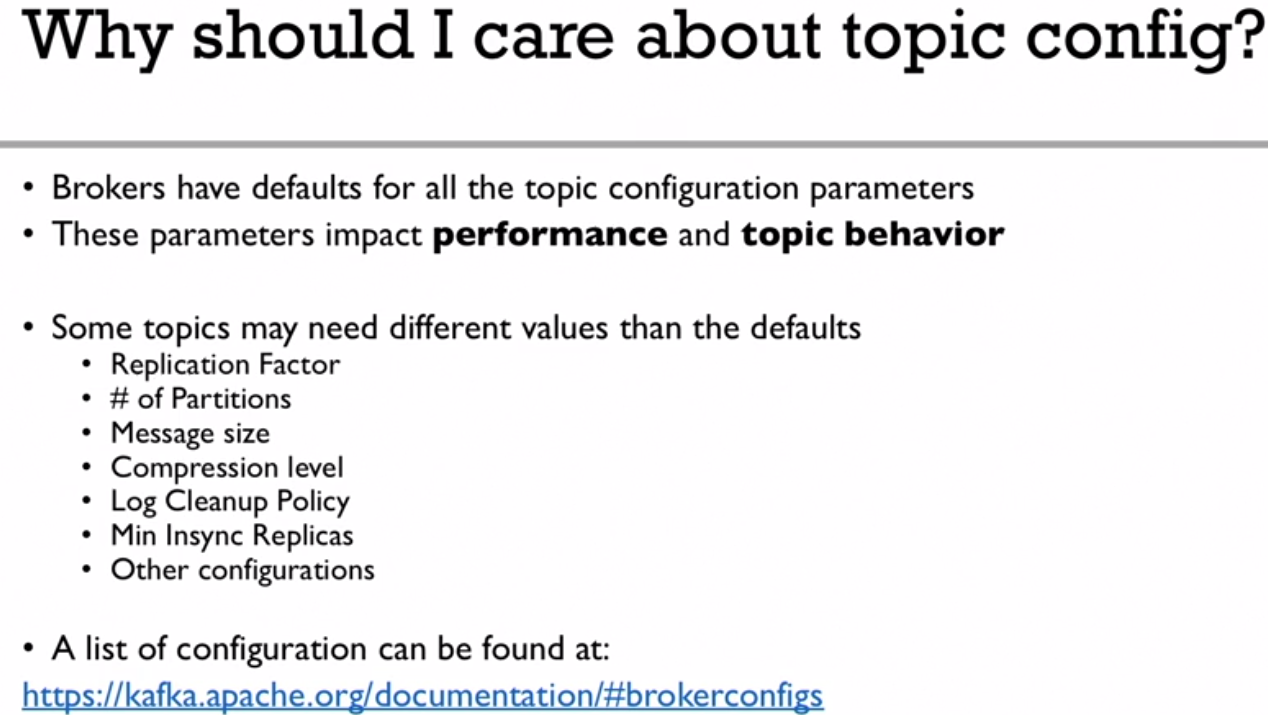 Why should I care about topic config?
• Brokers have defaults for all the topic configuration parameters
• These parameters impact performance and topic behavior
• Some topics may need different values than the defaults
• Replication Factor
• # of Partitions
• Message size
• Compression level
• Log Cleanup Policy
• Min Insync Replicas
• Other configurations
• A list of configuration can be found at:
https://kafka.apache.org/documentation/#brokerconfigs